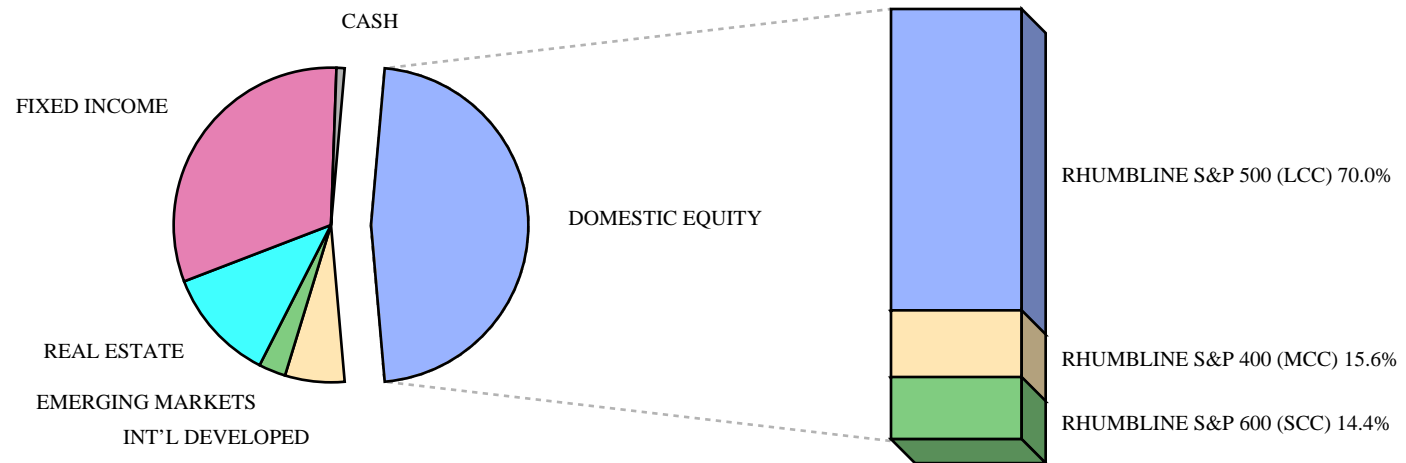 CASH
FIXED INCOME
DOMESTIC EQUITY
REAL ESTATE
EMERGING MARKETS
INT'L DEVELOPED
RHUMBLINE S&P 500 (LCC) 70.0%
RHUMBLINE S&P 400 (MCC) 15.6%
RHUMBLINE S&P 600 (SCC) 14.4%